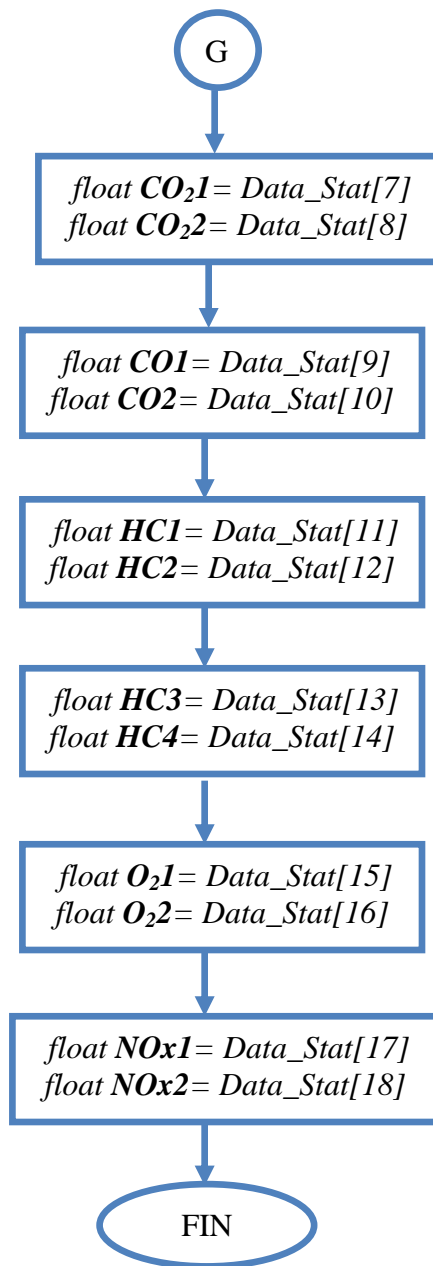 G
float CO₂1= Data_Stat[7]
float CO₂2= Data_Stat[8]
float CO1= Data_Stat[9]
float CO2= Data_Stat[10]
float HC1= Data_Stat[11]
float HC2= Data_Stat[12]
float HC3= Data_Stat[13]
float HC4= Data_Stat[14]
float O₂1= Data_Stat[15]
float O₂2= Data_Stat[16]
float NOx1= Data_Stat[17]
float NOx2= Data_Stat[18]
FIN